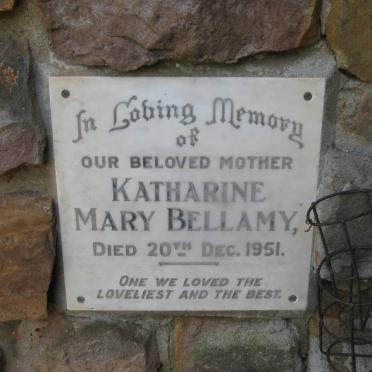 In Loving Memory
of
OUR BELOVED MOTHER
KATHARINE
MARY BELLAMY,
DIED 20TH DEC. 1951.
ONE WE LOVED THE
LOVELIEST AND THE BEST.